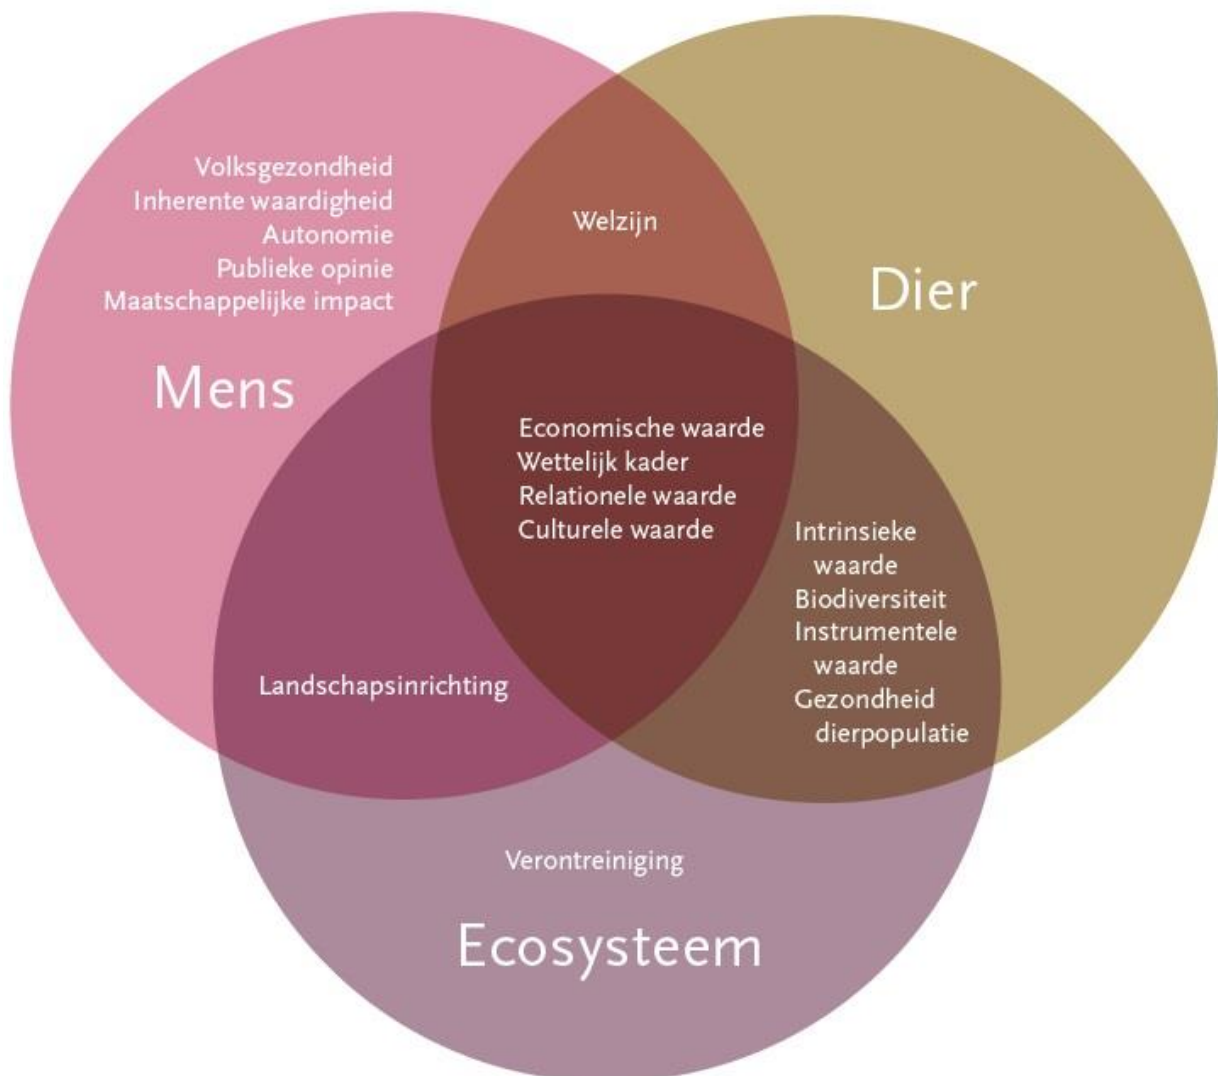 Volksgezondheid
Inherente waardigheid
Autonomie
Publieke opinie
Maatschappelijke impact
Mens
Welzijn
Dier
Economische waarde
Wettelijk kader
Relationele waarde
Culturele waarde
Intrinsieke
waarde
Biodiversiteit
Instrumentele
waarde
Gezondheid
dierpopulatie
Landschapsinrichting
Verontreiniging
Ecosysteem